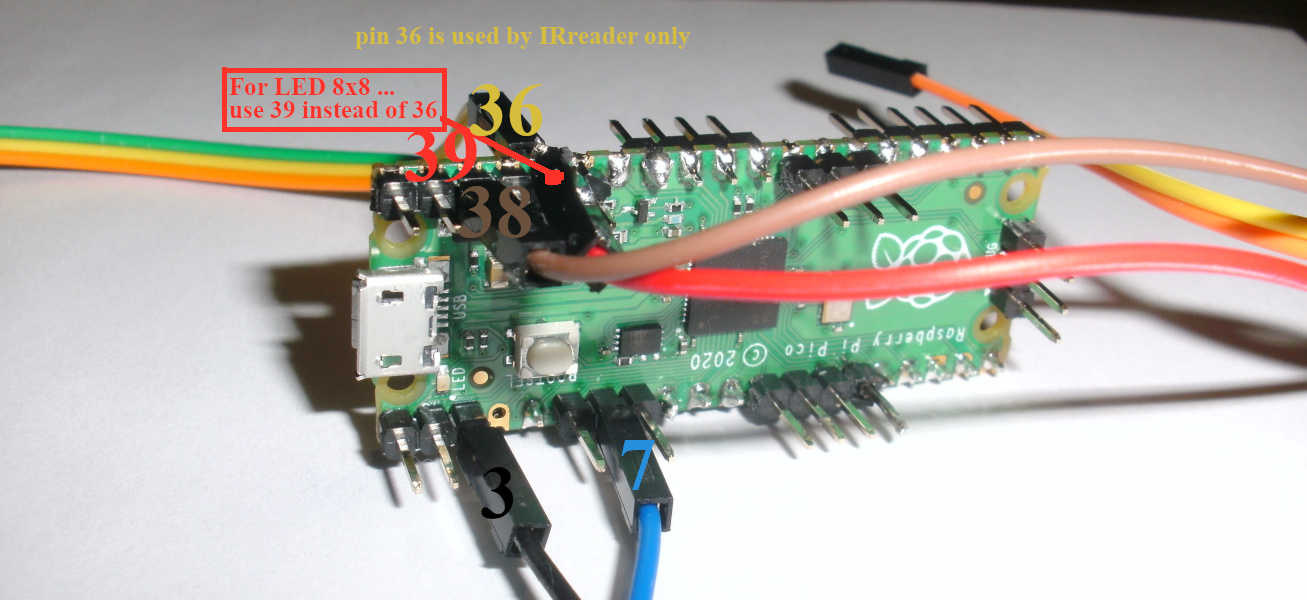 pin 36 is used by IRreader only
For LED 8x8 ...
use 39 instead of 36
36
39
38
USB
LED
BOOTSEL
Raspberry Pi Pico © 2020
3
7